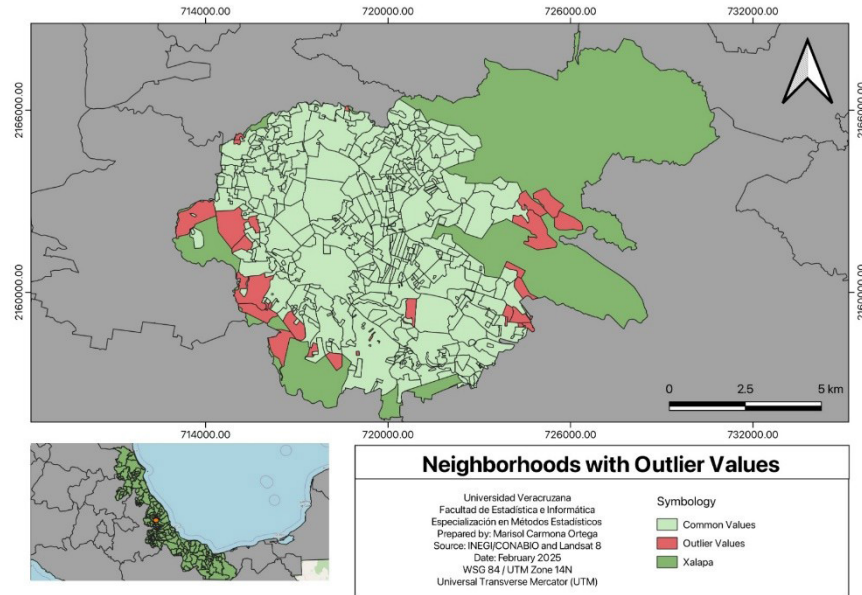 714000.00 720000.00 726000.00 732000.00
2166000.00 2166000.00
2160000.00 2160000.00
0 2.5 5 km
714000.00 720000.00 726000.00 732000.00
Neighborhoods with Outlier Values
Universidad Veracruzana
Facultad de Estadística e Informática
Especialización en Métodos Estadísticos
Prepared by: Marisol Carmona Ortega
Source: INEGI/CONABIO and Landsat 8
Date: February 2025
WSG 84 / UTM Zone 14N
Universal Transverse Mercator (UTM)
Symbology
Common Values
Outlier Values
Xalapa